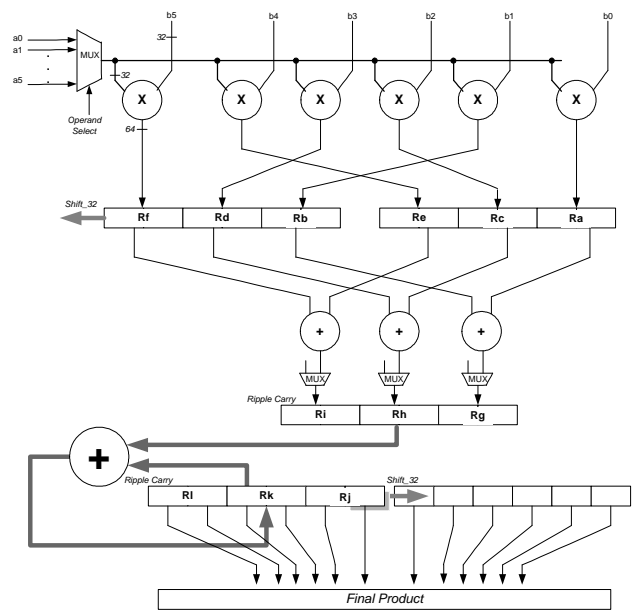 b5 b4 b3 b2 b1 b0
a0
a1
.
.
.
a5
MUX
32
32
X X X X X X
Operand
Select
64
Shift_32
Rf Rd Rb Re Rc Ra
+ + +
MUX MUX MUX
Ripple Carry
Ri Rh Rg
+
Ripple Carry
Shift_32
Rl Rk Rj
Final Product